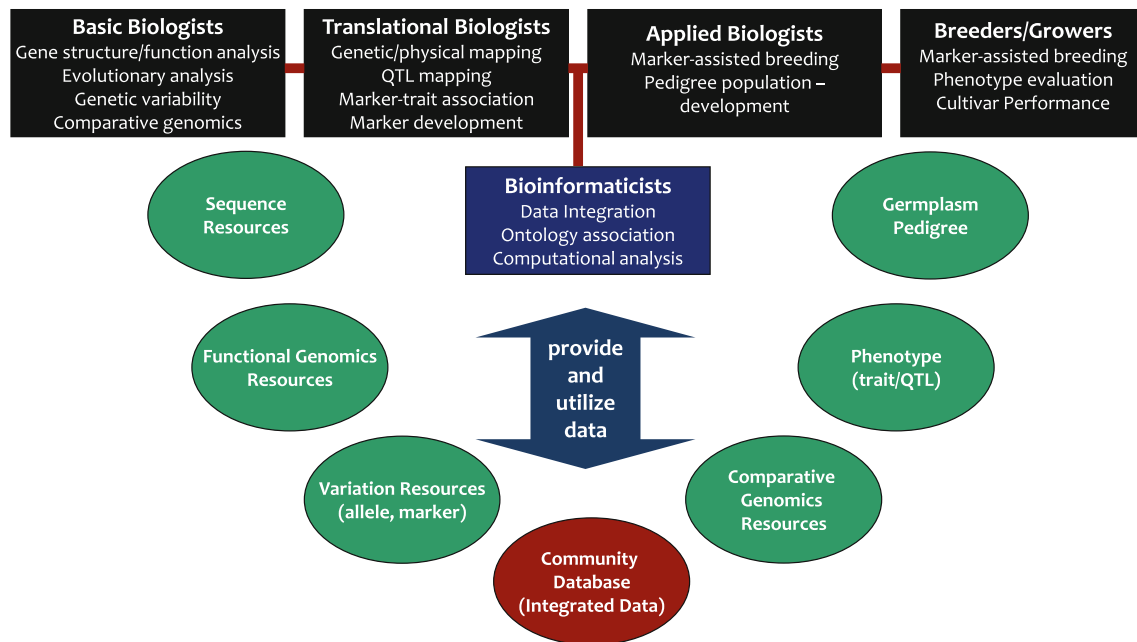 Basic Biologists
Gene structure/function analysis
Evolutionary analysis
Genetic variability
Comparative genomics
Translational Biologists
Genetic/physical mapping
QTL mapping
Marker-trait association
Marker development
Applied Biologists
Marker-assisted breeding
Pedigree population –
development
Breeders/Growers
Marker-assisted breeding
Phenotype evaluation
Cultivar Performance
Bioinformaticists
Data Integration
Ontology association
Computational analysis
Sequence
Resources
Germplasm
Pedigree
Functional Genomics
Resources
provide
and
utilize
data
Phenotype
(trait/QTL)
Variation Resources
(allele, marker)
Comparative
Genomics
Resources
Community
Database
(Integrated Data)